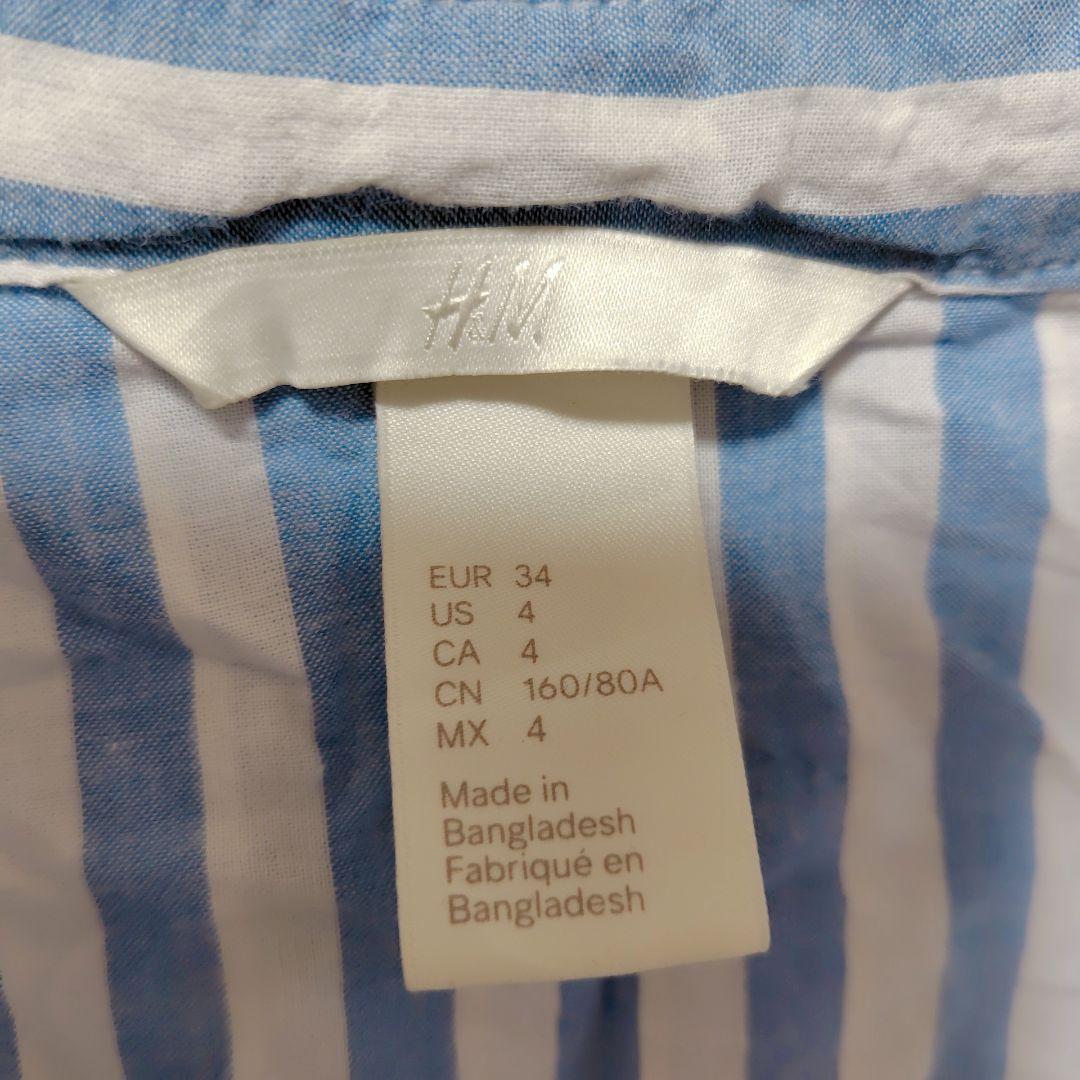 H&M
EUR 34
US 4
CA 4
CN 160/80A
MX 4
Made in
Bangladesh
Fabriqué en
Bangladesh